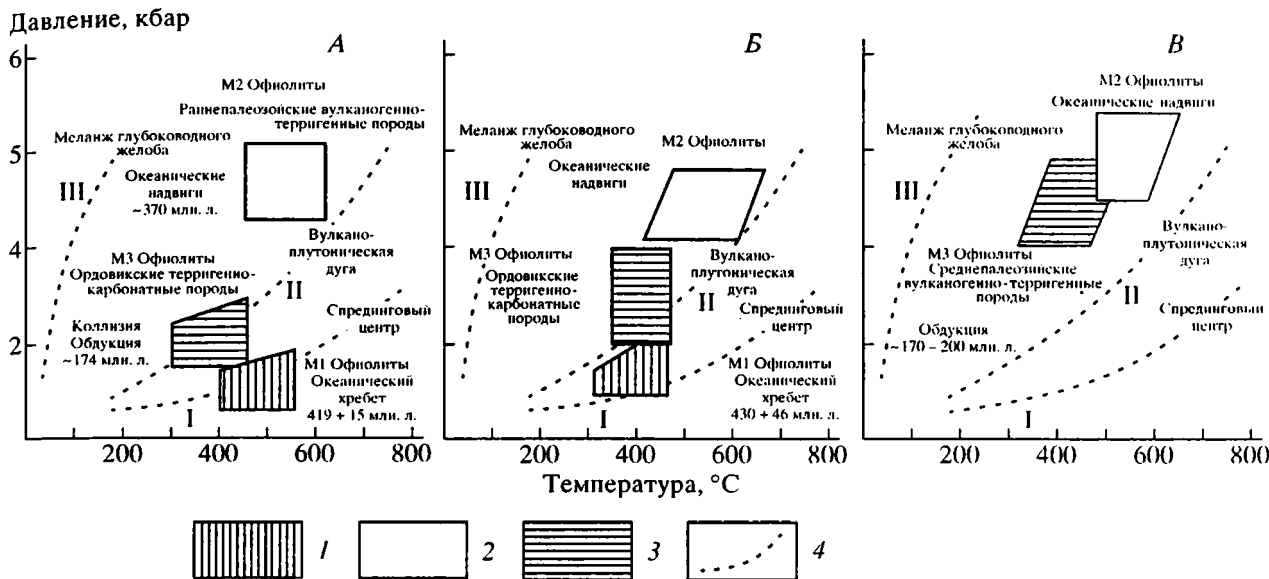 Давление, кбар
А
6
5
4
2
М2 Офиолиты
Раннепалеозойские вулканогенно-
терригенные породы
Меланж глубоководного
желоба
III
Океанические
надвиги
~370 млн. л.
Вулкано-
плутоническая
дуга
М3 Офиолиты
Ордовикские терригенно-
карбонатные породы
II
Спрединговый
центр
Коллизия
Обдукция
~174 млн. л.
М1 Офиолиты
Океанический
хребет
419 + 15 млн. л.
I
200
400
600
800
Б
Меланж глубоководного
желоба
III
М2 Офиолиты
Океанические
надвиги
М3 Офиолиты
Ордовикские
терригенно-
карбонатные
породы
Вулкано-
плутоническая
дуга
II
Спрединговый
центр
М1 Офиолиты
Океанический
хребет
430 + 46 млн. л.
I
200
400
600
800
В
М2 Офиолиты
Океанические надвиги
Меланж глубоководного
желоба
III
Вулкано-
плутоническая
дуга
М3 Офиолиты
Среднепалеозийские
вулканогенно-терригенные
породы
II
Спрединговый
центр
Обдукция
~170 – 200 млн. л.
I
200
400
600
800
Температура, °С
1
2
3
4